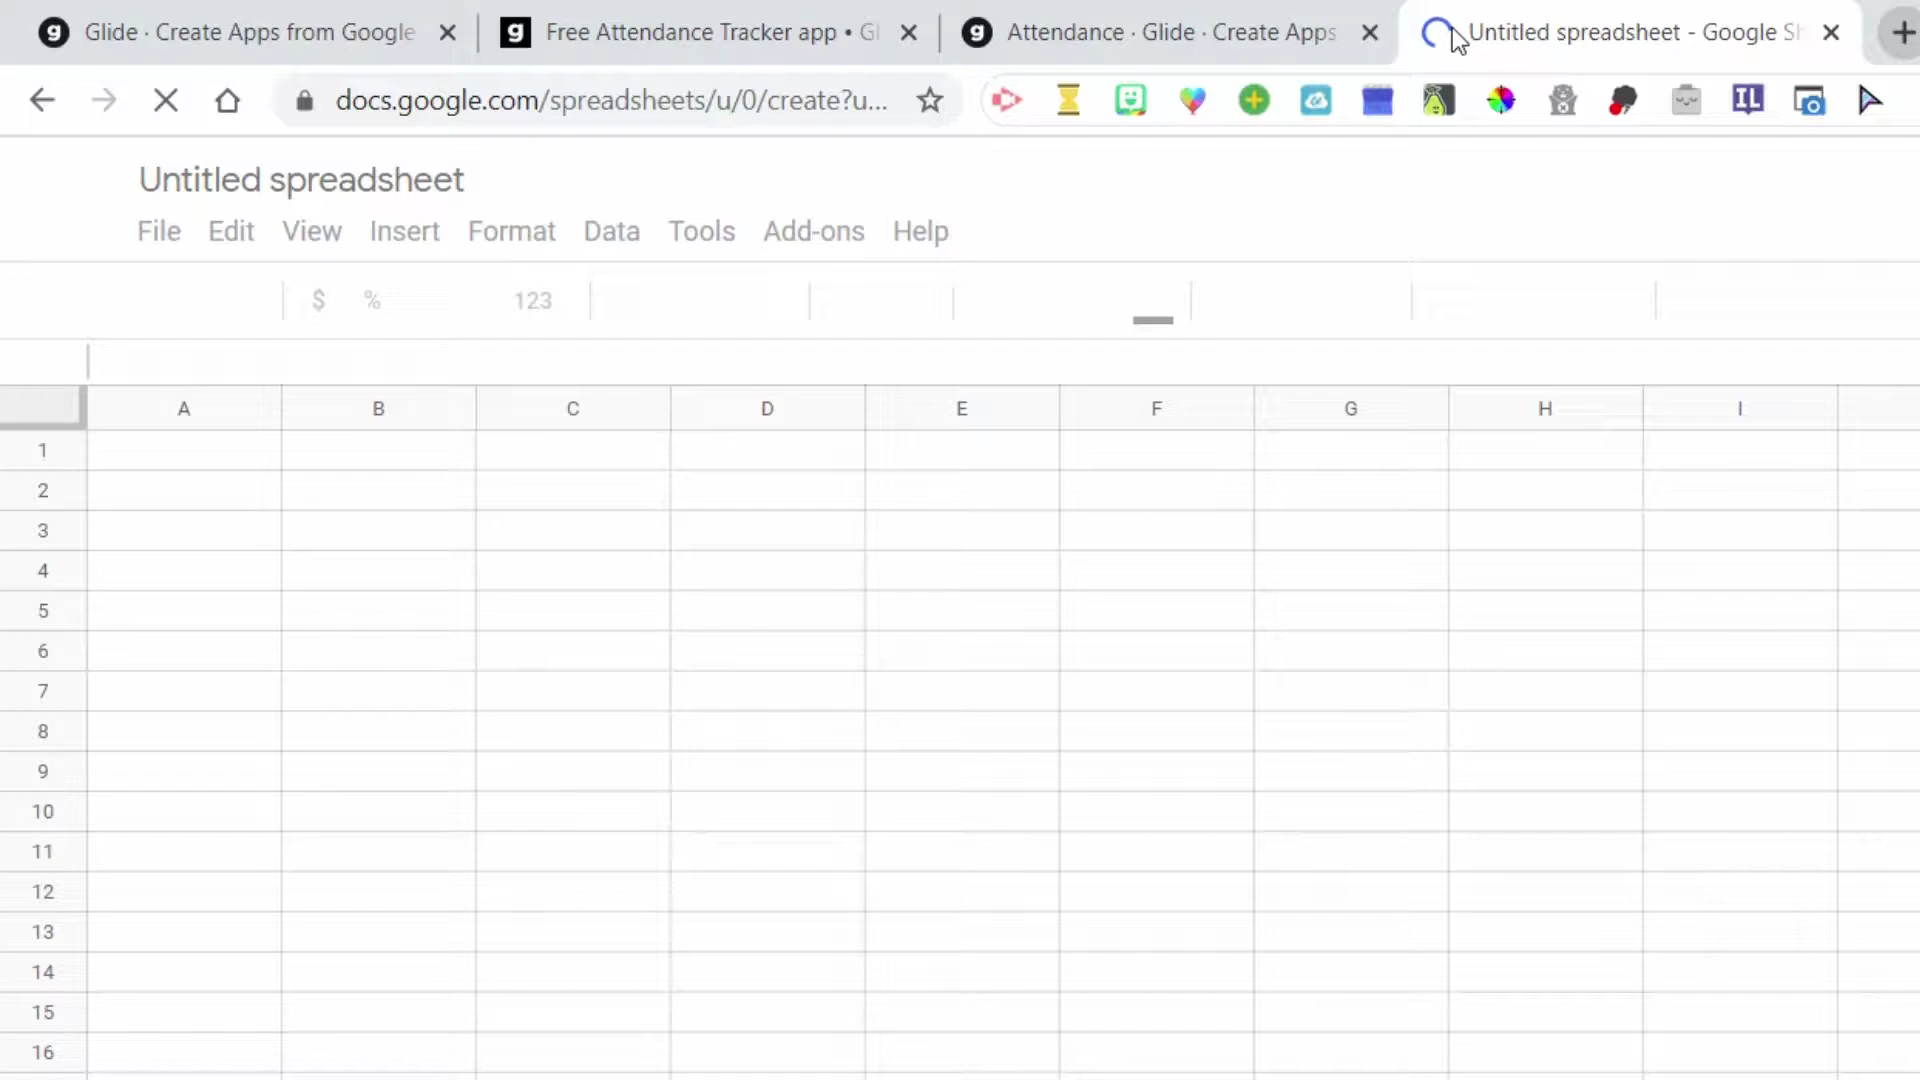 Glide · Create Apps from Google
Free Attendance Tracker app • Gl
Attendance · Glide · Create Apps
Untitled spreadsheet - Google Sh
docs.google.com/spreadsheets/u/0/create?u...
IL
Untitled spreadsheet
File Edit View Insert Format Data Tools Add-ons Help
$ % 123
A B C D E F G H I
1
2
3
4
5
6
7
8
9
10
11
12
13
14
15
16